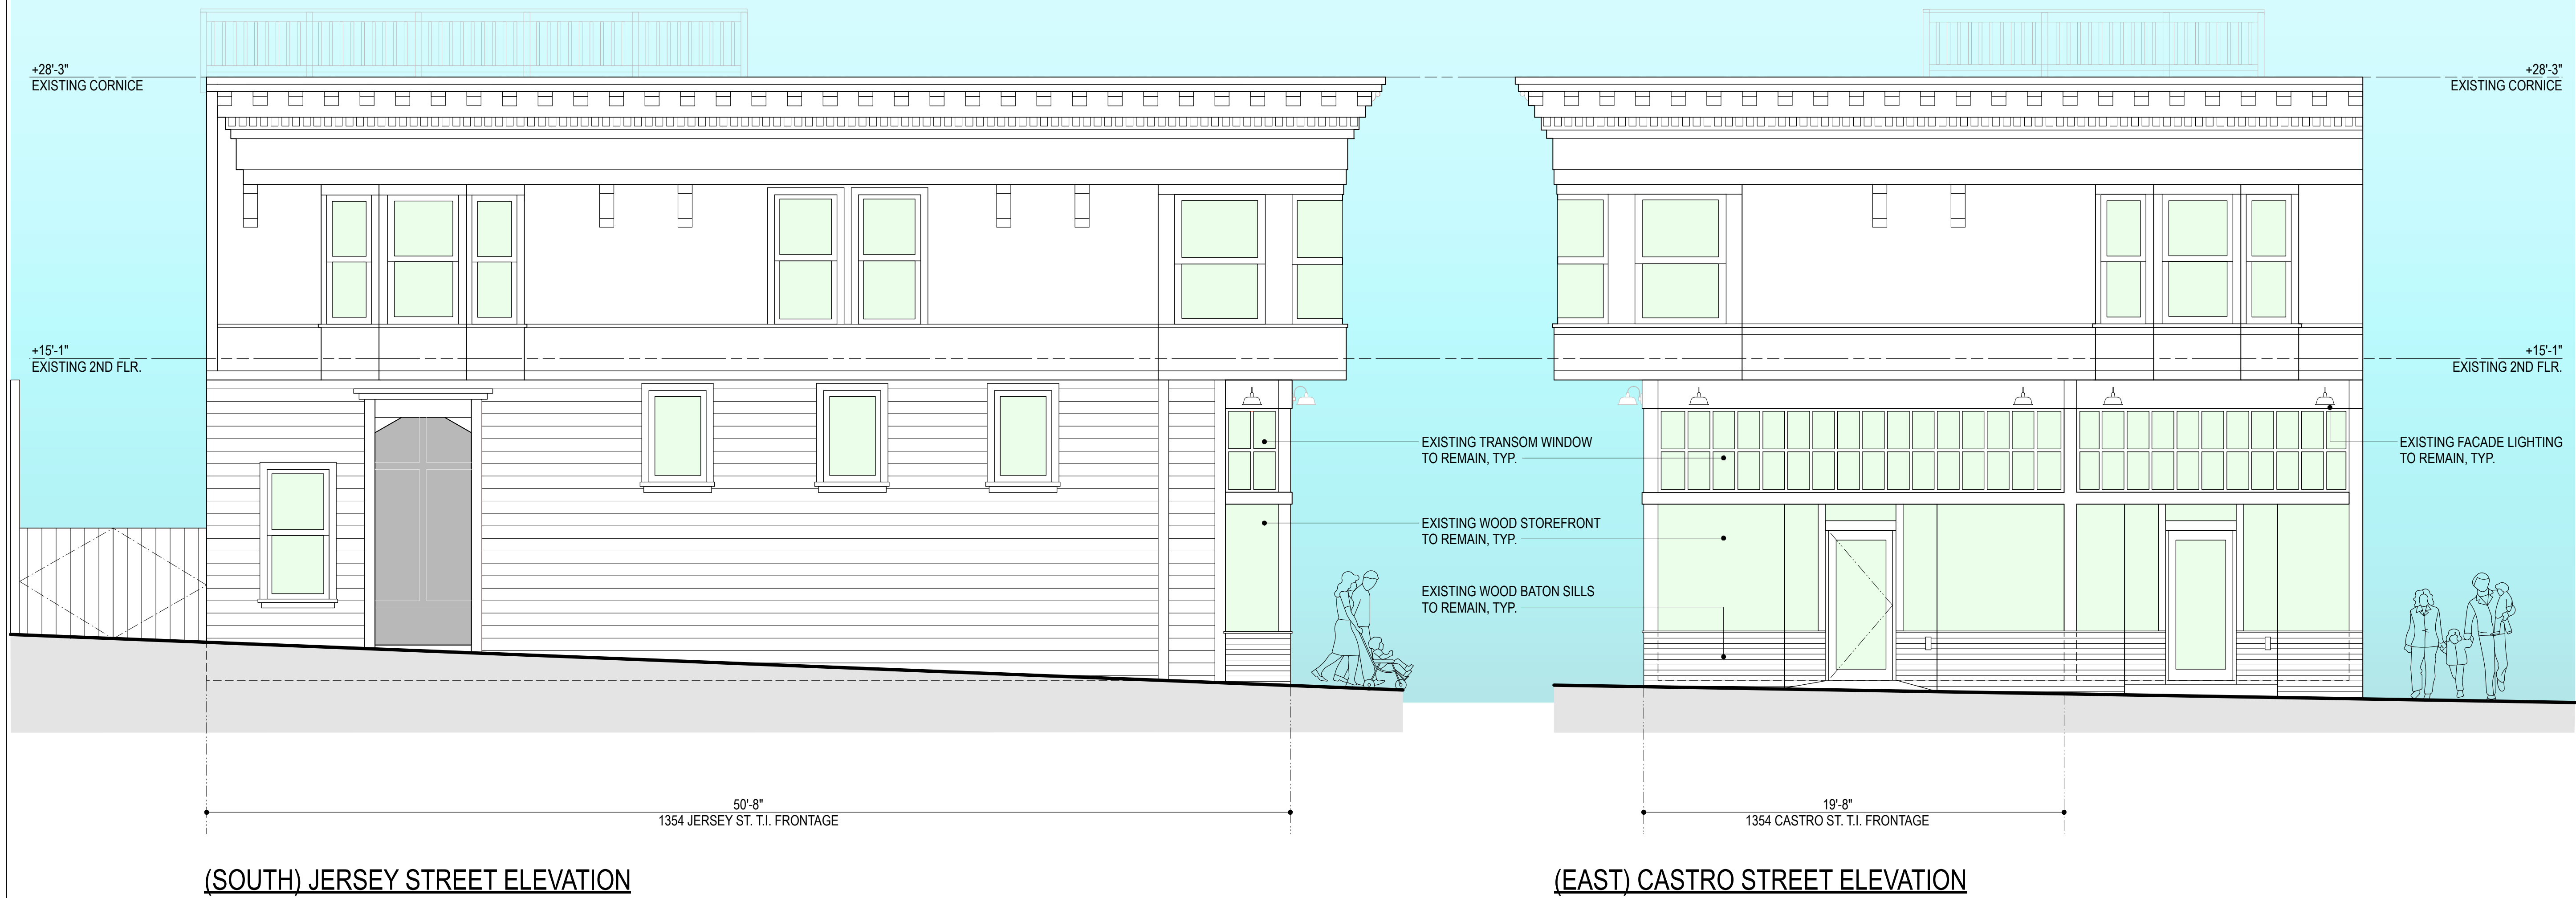 +28'-3"
EXISTING CORNICE
+28'-3"
EXISTING CORNICE
+15'-1"
EXISTING 2ND FLR.
+15'-1"
EXISTING 2ND FLR.
EXISTING TRANSOM WINDOW
TO REMAIN, TYP.
EXISTING FACADE LIGHTING
TO REMAIN, TYP.
EXISTING WOOD STOREFRONT
TO REMAIN, TYP.
EXISTING WOOD BATON SILLS
TO REMAIN, TYP.
50'-8"
1354 JERSEY ST. T.I. FRONTAGE
19'-8"
1354 CASTRO ST. T.I. FRONTAGE
(SOUTH) JERSEY STREET ELEVATION
(EAST) CASTRO STREET ELEVATION